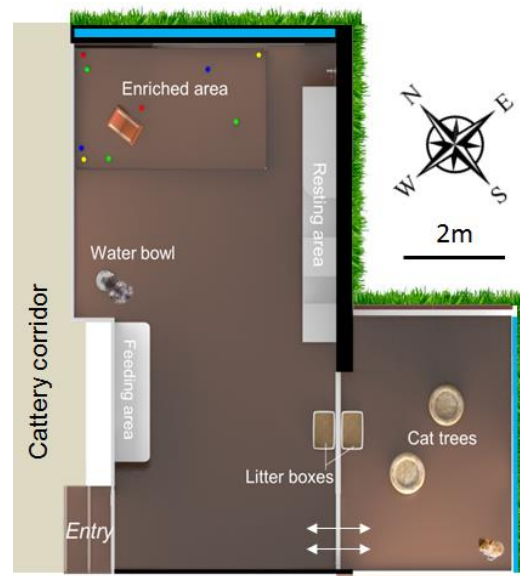 Enriched area
N
E
W
S
2m
Resting area
Water bowl
Cattery corridor
Feeding area
Cat trees
Litter boxes
Entry